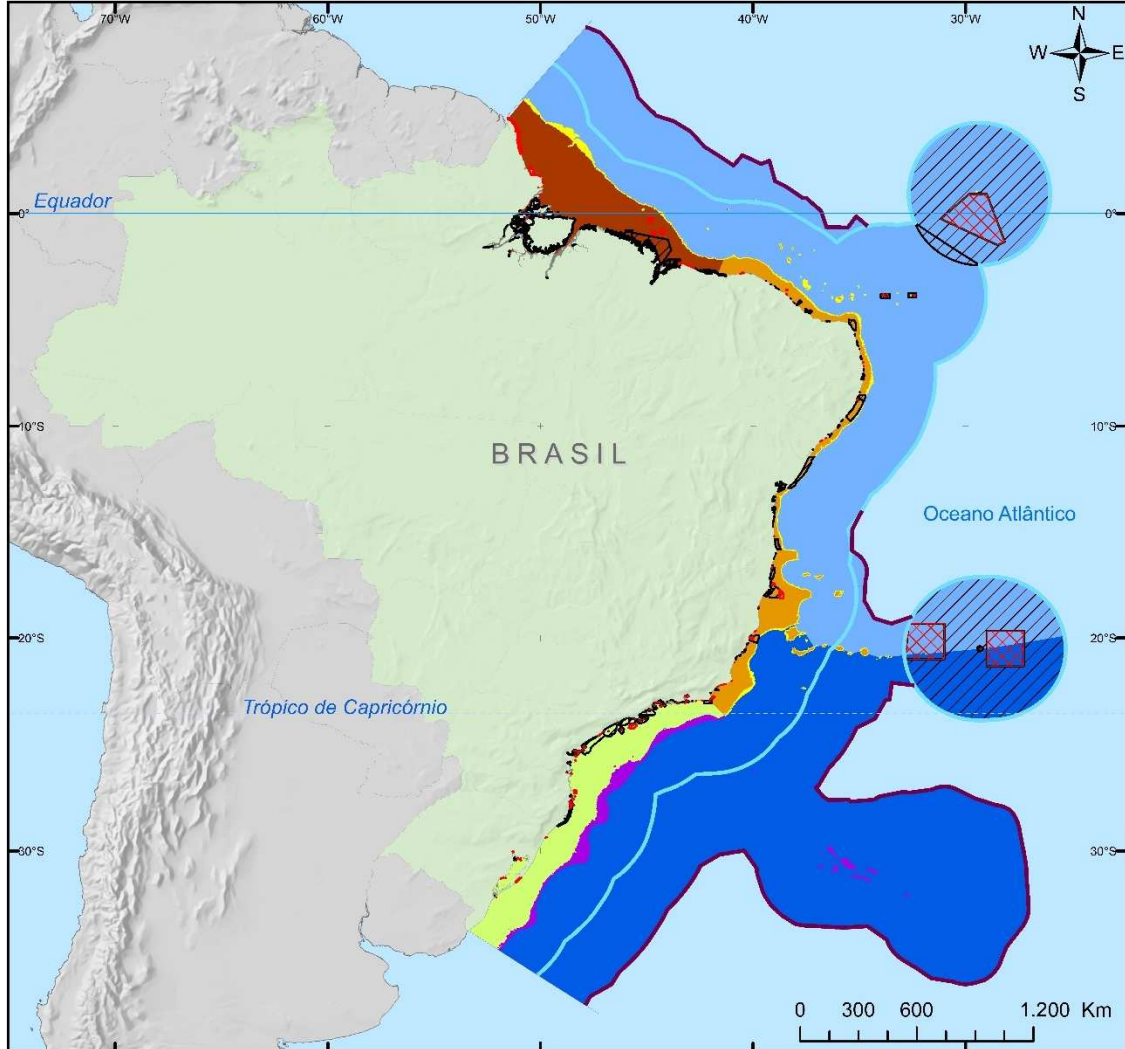 70°W 60°W 50°W 40°W 30°W
N
W E
S
Equador
0° 0°
10°S 10°S
BRASIL
Oceano Atlântico
20°S 20°S
Trópico de Capricórnio
30°S 30°S
0 300 600 1.200 Km